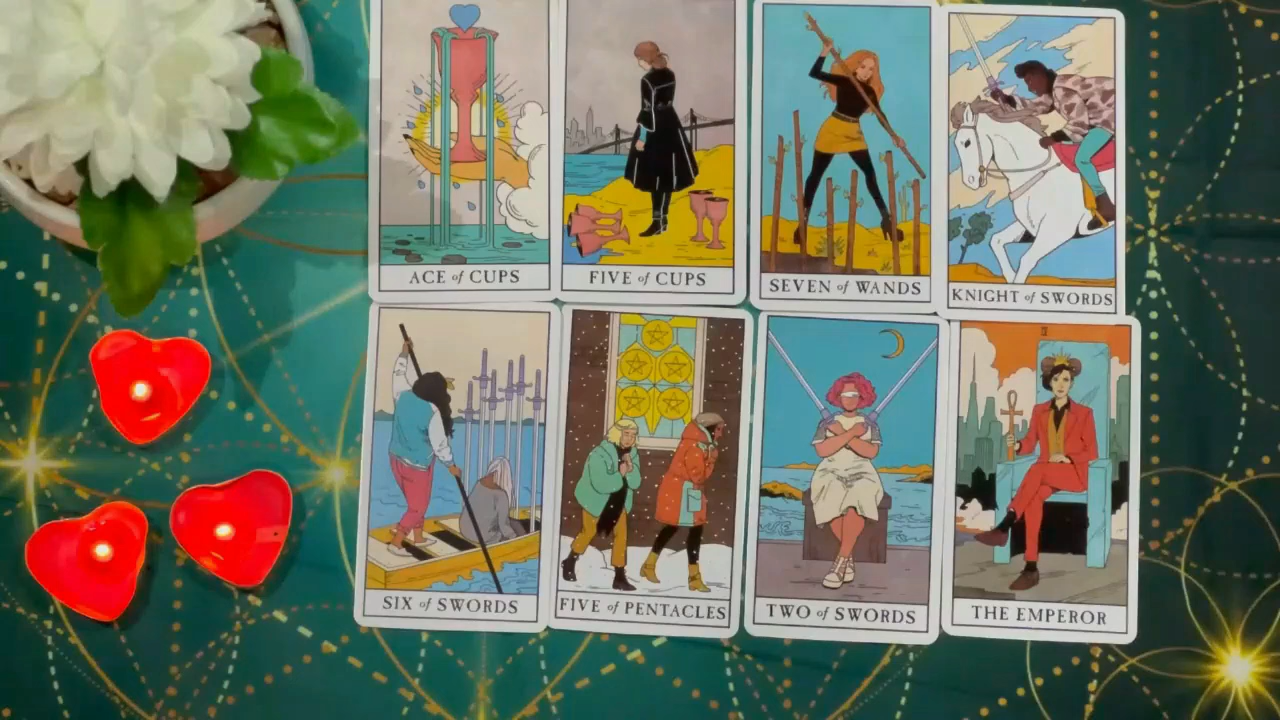 ACE of CUPS
FIVE of CUPS
SEVEN of WANDS
KNIGHT of SWORDS
IV
SIX of SWORDS
FIVE of PENTACLES
TWO of SWORDS
THE EMPEROR